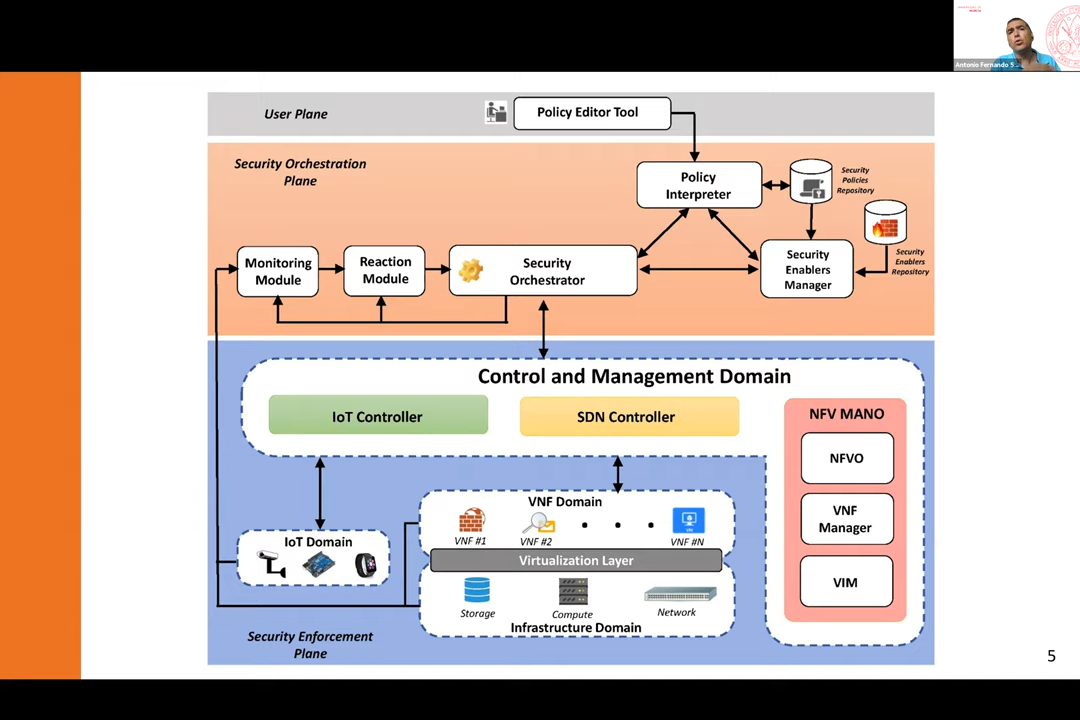 Antonio Fernando S...
User Plane
Policy Editor Tool
Security Orchestration
Plane
Policy
Interpreter
Security
Policies
Repository
Security
Enablers
Repository
Monitoring
Module
Reaction
Module
Security
Orchestrator
Security
Enablers
Manager
Control and Management Domain
IoT Controller
SDN Controller
NFV MANO
NFVO
VNF
Manager
VIM
VNF Domain
VNF #1
VNF #2
VNF #N
IoT Domain
Virtualization Layer
Storage
Compute
Network
Infrastructure Domain
Security Enforcement
Plane
5